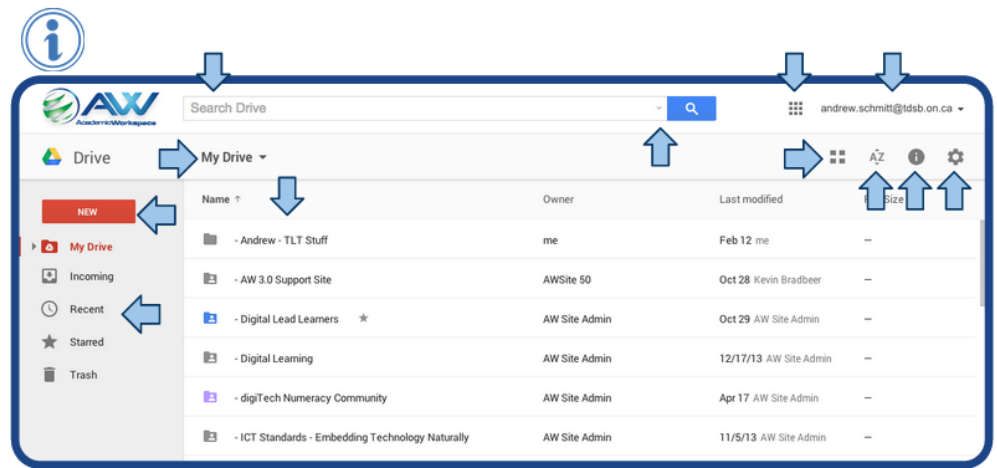 AW
AcademicWorkspace
Search Drive
andrew.schmitt@tdsb.on.ca
Drive
My Drive
Name ↑ Owner Last modified Size
NEW
My Drive
Incoming
Recent
Starred
Trash
- Andrew - TLT Stuff me Feb 12 me –
- AW 3.0 Support Site AWSite 50 Oct 28 Kevin Bradbeer –
- Digital Lead Learners AW Site Admin Oct 29 AW Site Admin –
- Digital Learning AW Site Admin 12/17/13 AW Site Admin –
- digiTech Numeracy Community AW Site Admin Apr 17 AW Site Admin –
- ICT Standards - Embedding Technology Naturally AW Site Admin 11/5/13 AW Site Admin –